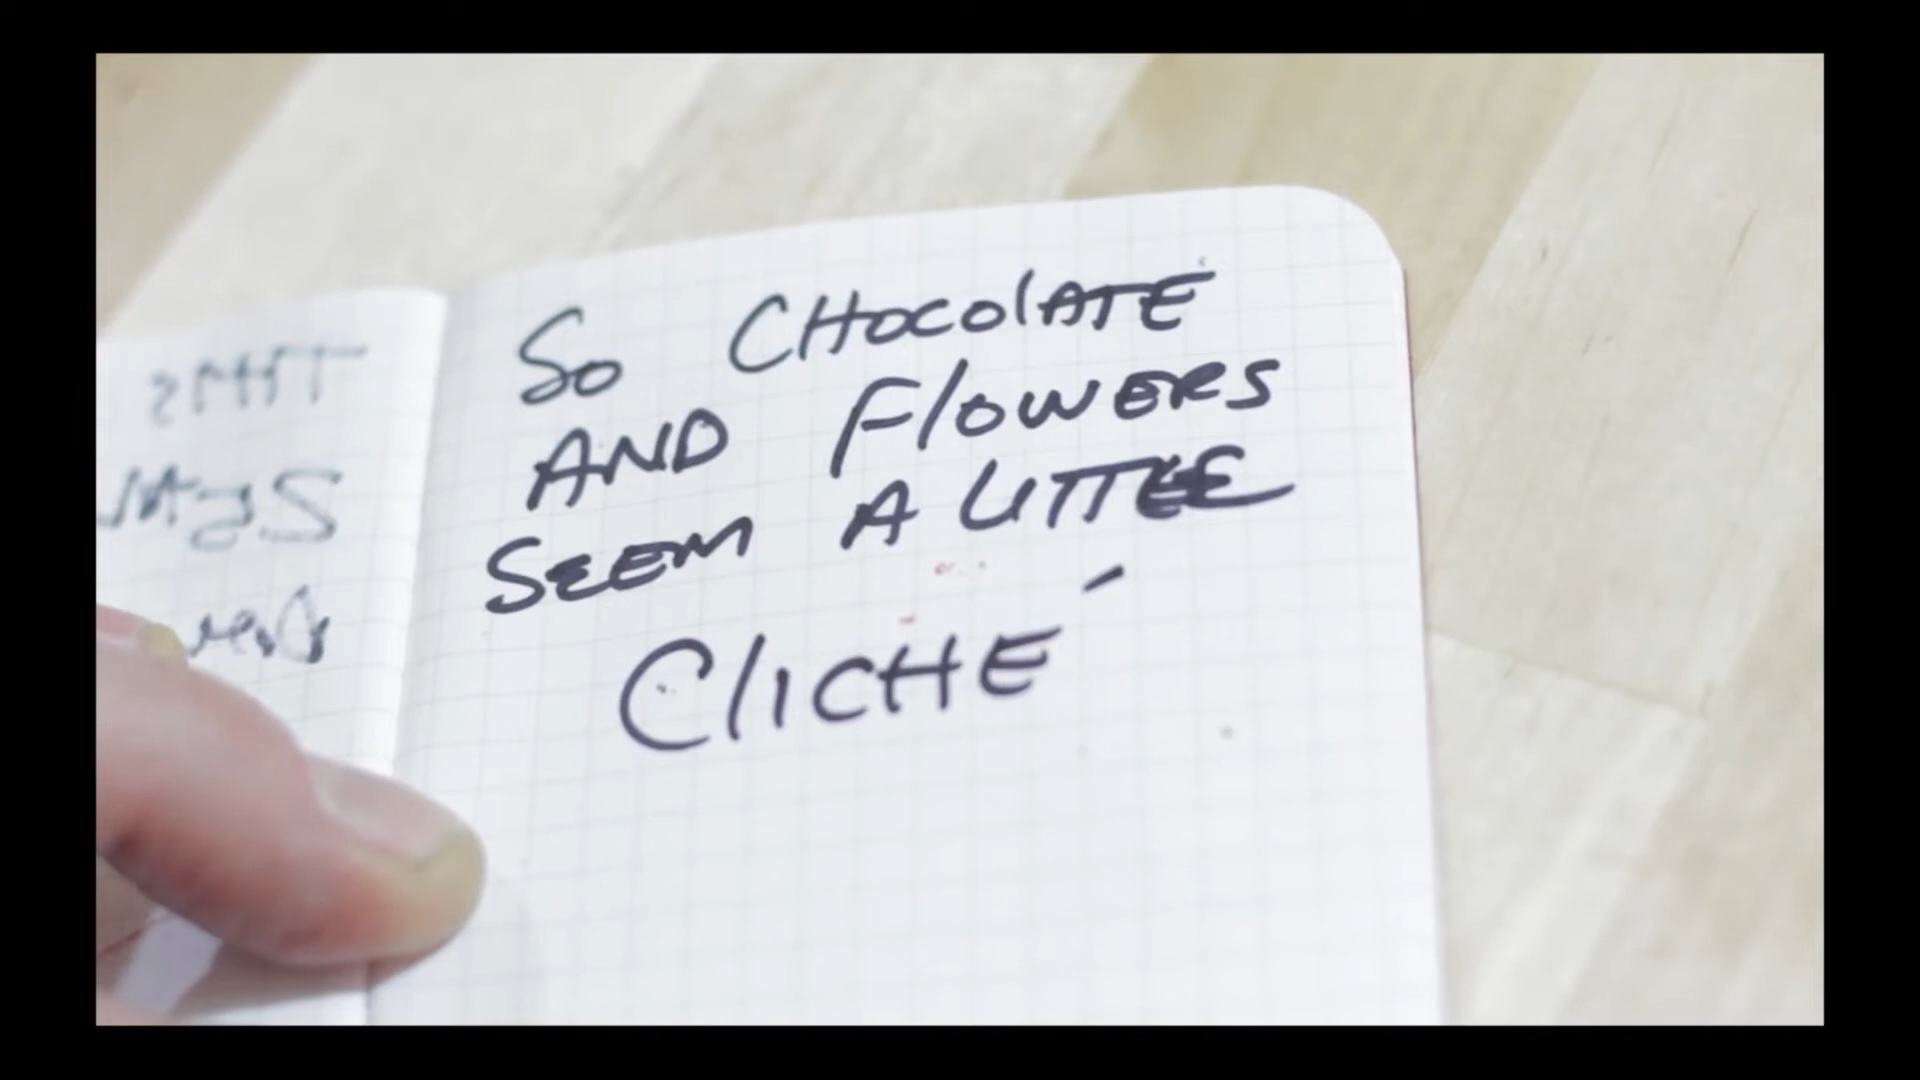 So CHOCOlATE
AND FlOWERS
SEEM A LITTLE
ClICHÉ